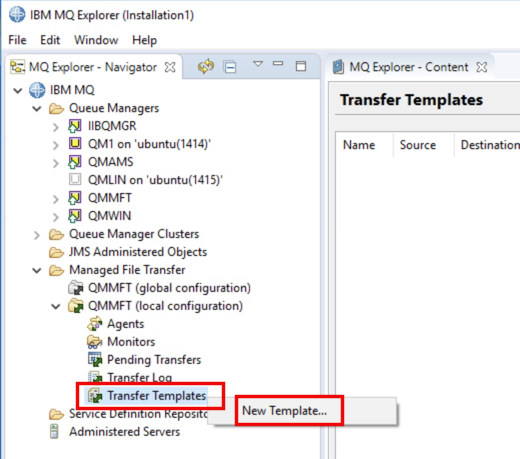 IBM MQ Explorer (Installation1)
File Edit Window Help
MQ Explorer - Navigator
IBM MQ
Queue Managers
IIBQMGR
QM1 on 'ubuntu(1414)'
QMAMS
QMLIN on 'ubuntu(1415)'
QMMFT
QMWIN
Queue Manager Clusters
JMS Administered Objects
Managed File Transfer
QMMFT (global configuration)
QMMFT (local configuration)
Agents
Monitors
Pending Transfers
Transfer Log
Transfer Templates
New Template...
Service Definition Reposito
Administered Servers
MQ Explorer - Content
Transfer Templates
Name Source Destination